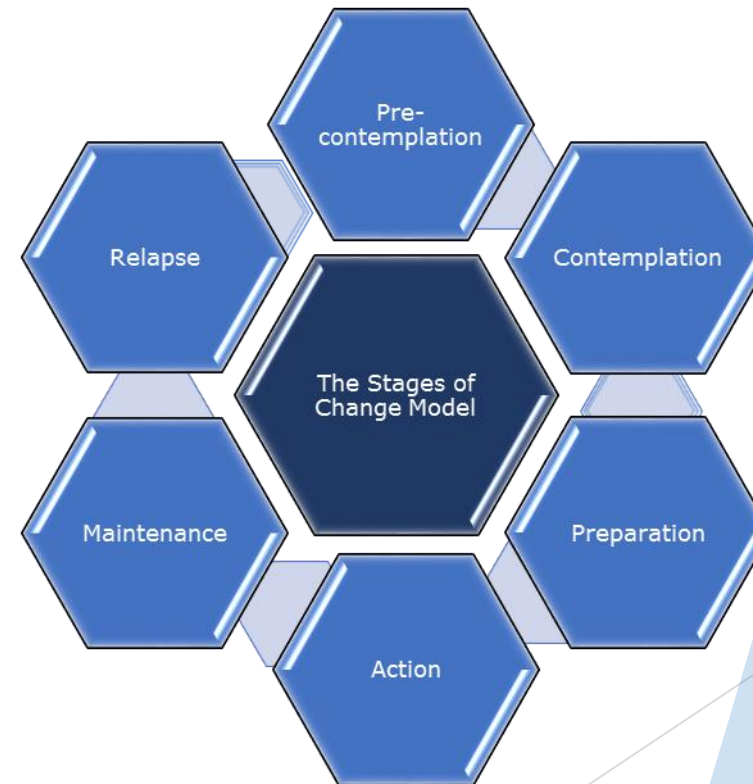 Pre-
contemplation
Contemplation
Preparation
Action
Maintenance
Relapse
The Stages of
Change Model